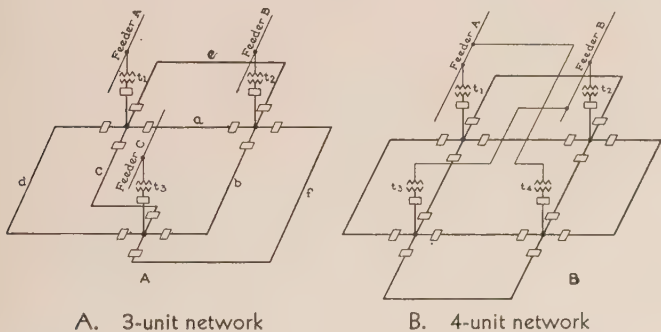 Feeder A
Feeder B
t1
t2
e
a
Feeder C
d
c
t3
b
f
A
A. 3-unit network
Feeder A
Feeder B
t1
t2
t3
t4
B
B. 4-unit network